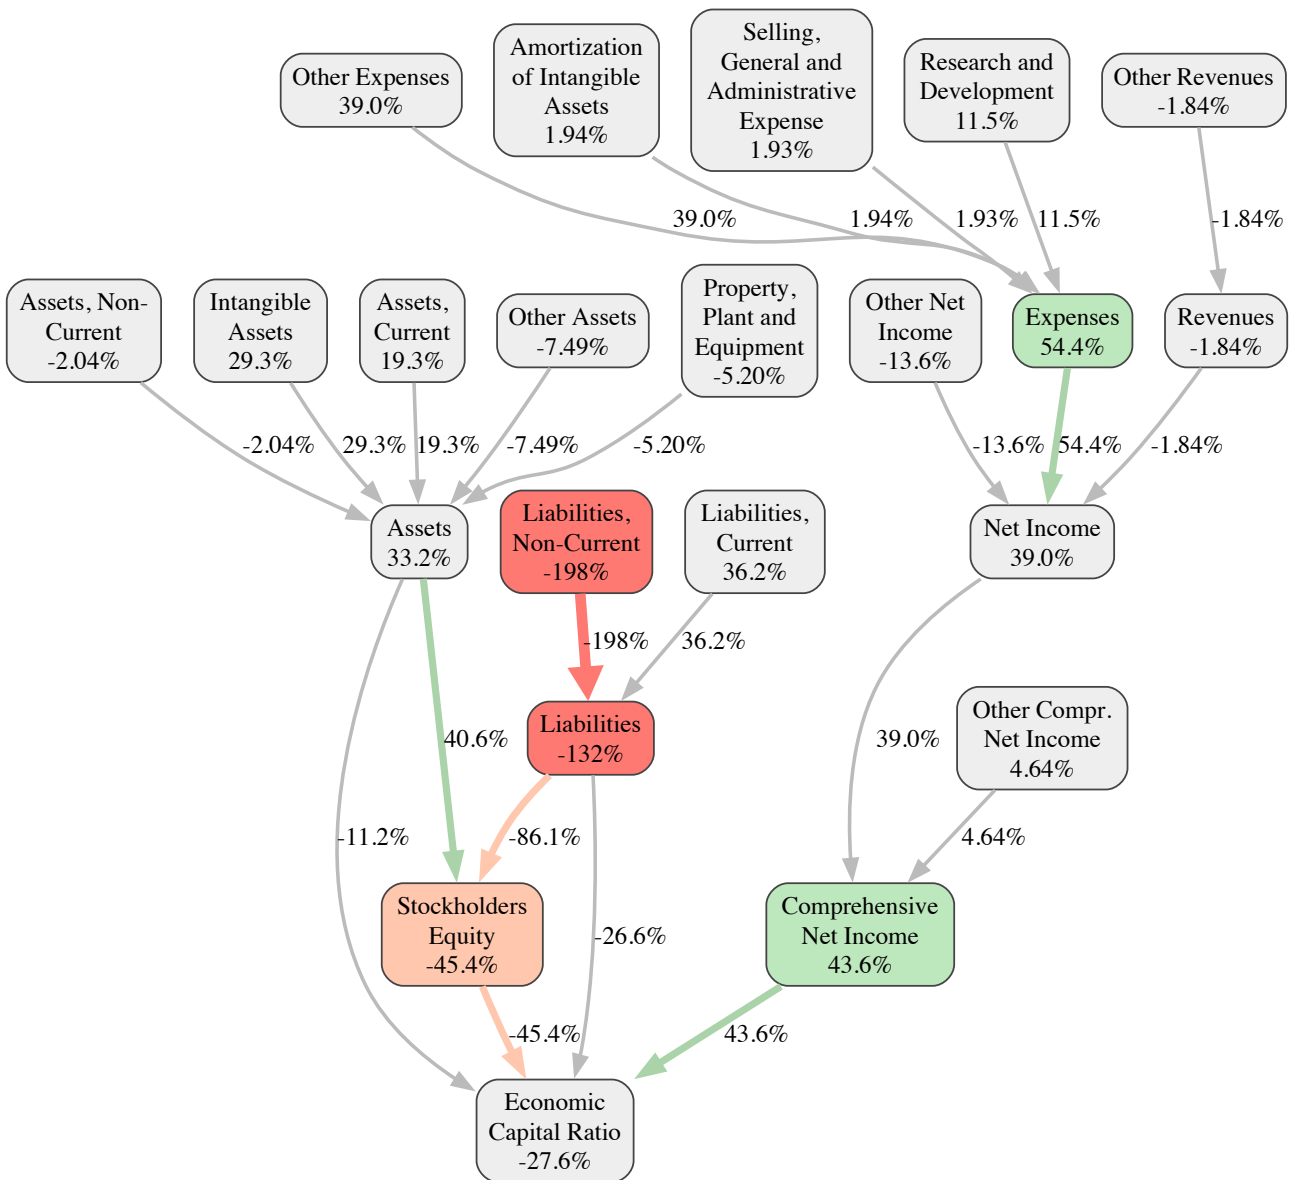 Other Expenses
39.0%
Amortization
of Intangible
Assets
1.94%
Selling,
General and
Administrative
Expense
1.93%
Research and
Development
11.5%
Other Revenues
-1.84%
39.0%
1.94%
1.93%
11.5%
-1.84%
Assets, Non-
Current
-2.04%
Intangible
Assets
29.3%
Assets,
Current
19.3%
Other Assets
-7.49%
Property,
Plant and
Equipment
-5.20%
Other Net
Income
-13.6%
Expenses
54.4%
Revenues
-1.84%
-2.04%
29.3%
19.3%
-7.49%
-5.20%
-13.6%
54.4%
-1.84%
Assets
33.2%
Liabilities,
Non-Current
-198%
Liabilities,
Current
36.2%
Net Income
39.0%
-198%
36.2%
Liabilities
-132%
Other Compr.
Net Income
4.64%
40.6%
39.0%
-11.2%
-86.1%
4.64%
Stockholders
Equity
-45.4%
-26.6%
Comprehensive
Net Income
43.6%
-45.4%
43.6%
Economic
Capital Ratio
-27.6%